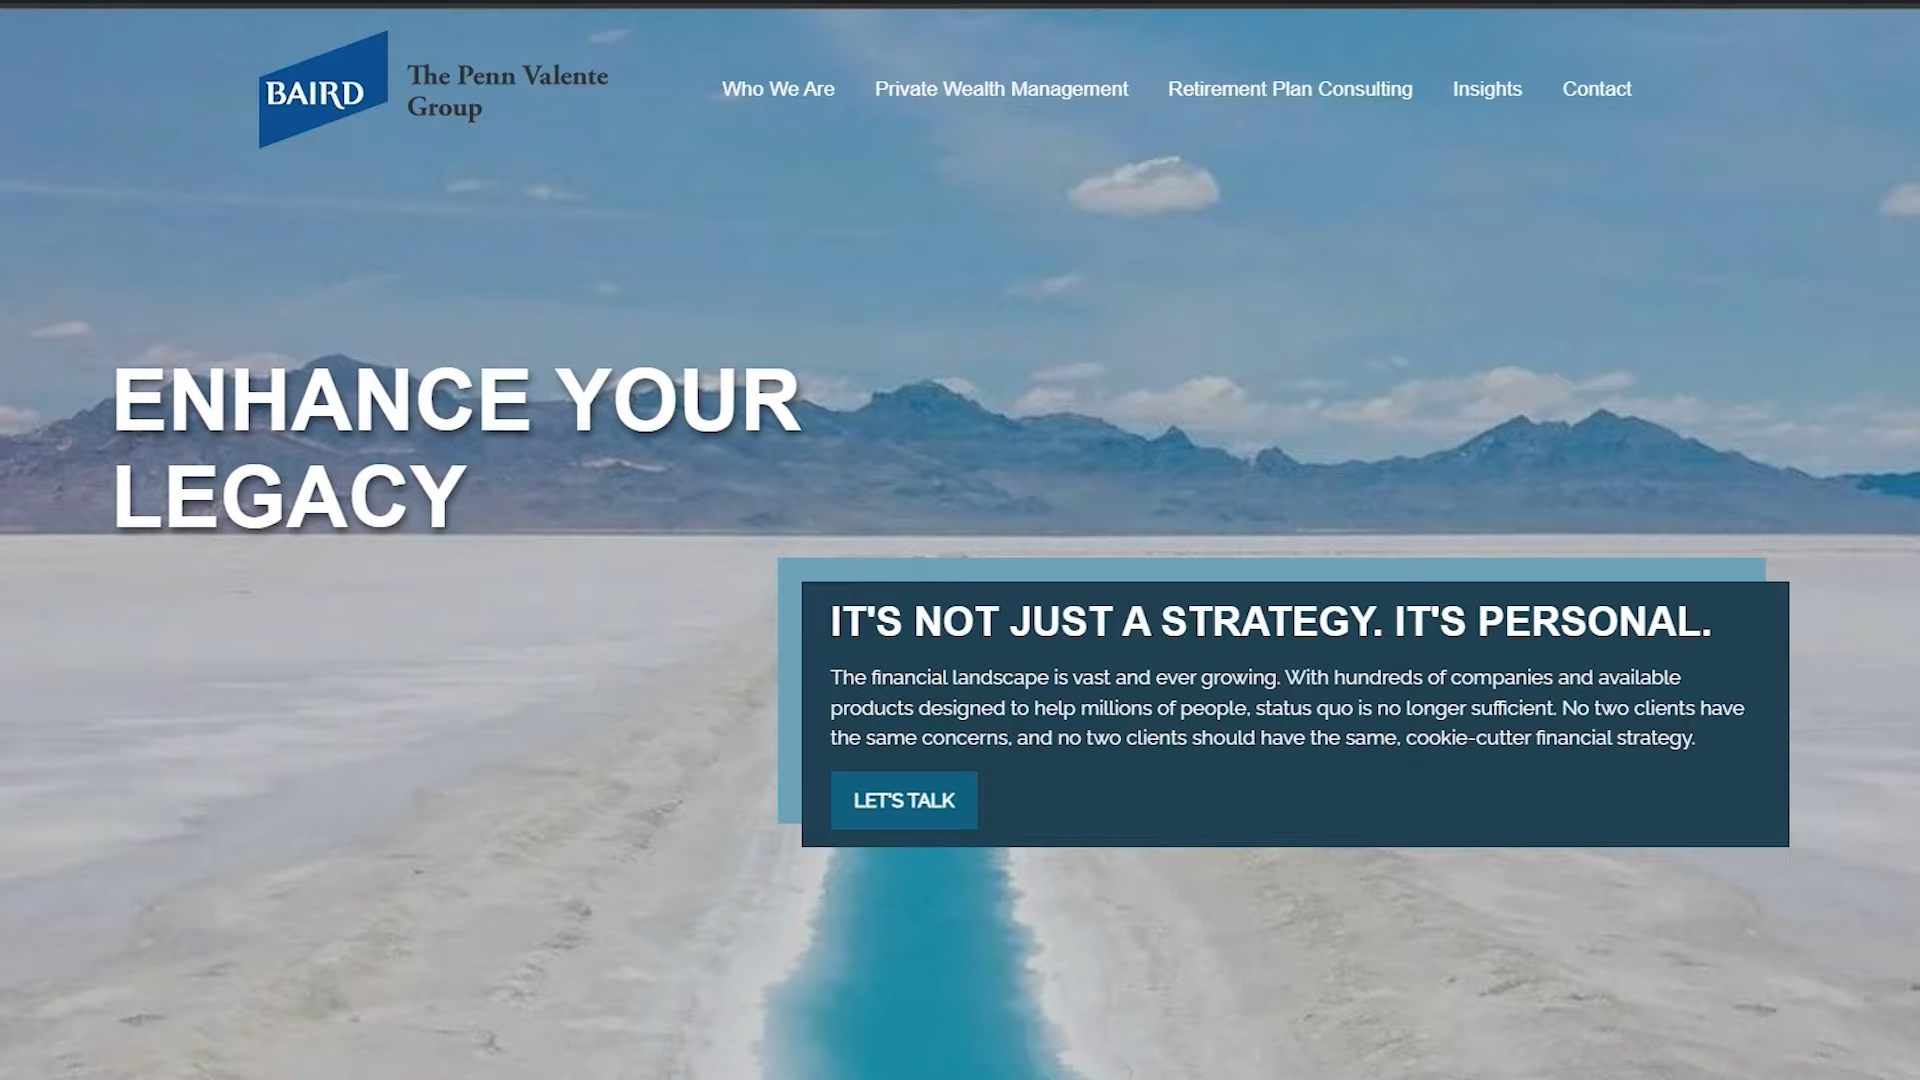 BAIRD
The Penn Valente
Group
Who We Are
Private Wealth Management
Retirement Plan Consulting
Insights
Contact
ENHANCE YOUR
LEGACY
IT'S NOT JUST A STRATEGY. IT'S PERSONAL.
The financial landscape is vast and ever growing. With hundreds of companies and available
products designed to help millions of people, status quo is no longer sufficient. No two clients have
the same concerns, and no two clients should have the same, cookie-cutter financial strategy.
LET'S TALK